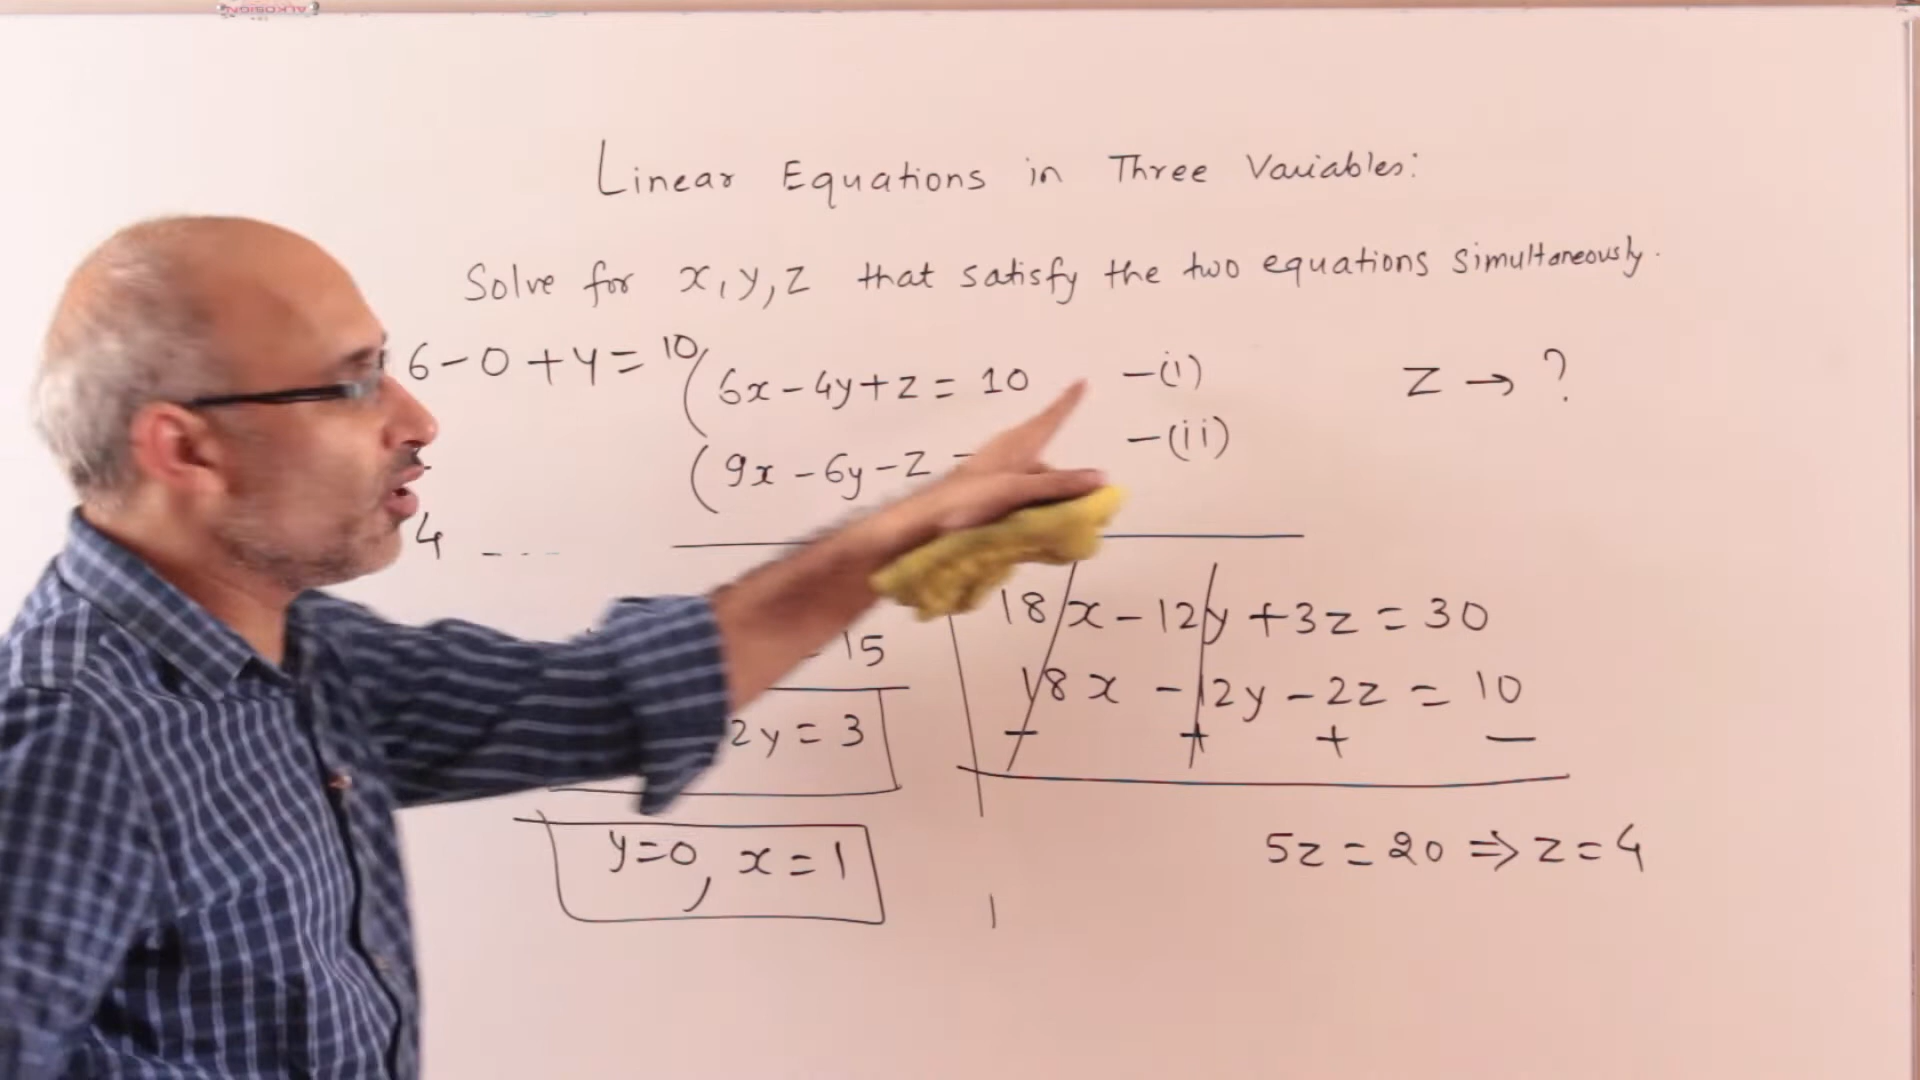 ALKOSIGN
Linear Equations in Three Variables:
Solve for x, y, z that satisfy the two equations simultaneously.
6-0+4=10
6x-4y+z=10 -(i)
z → ?
9x-6y-z -(ii)
4 ----
15
2y=3
y=0, x=1
18x-12y+3z=30
18x-12y-2z=10
- + + -
5z=20 ⇒ z=4